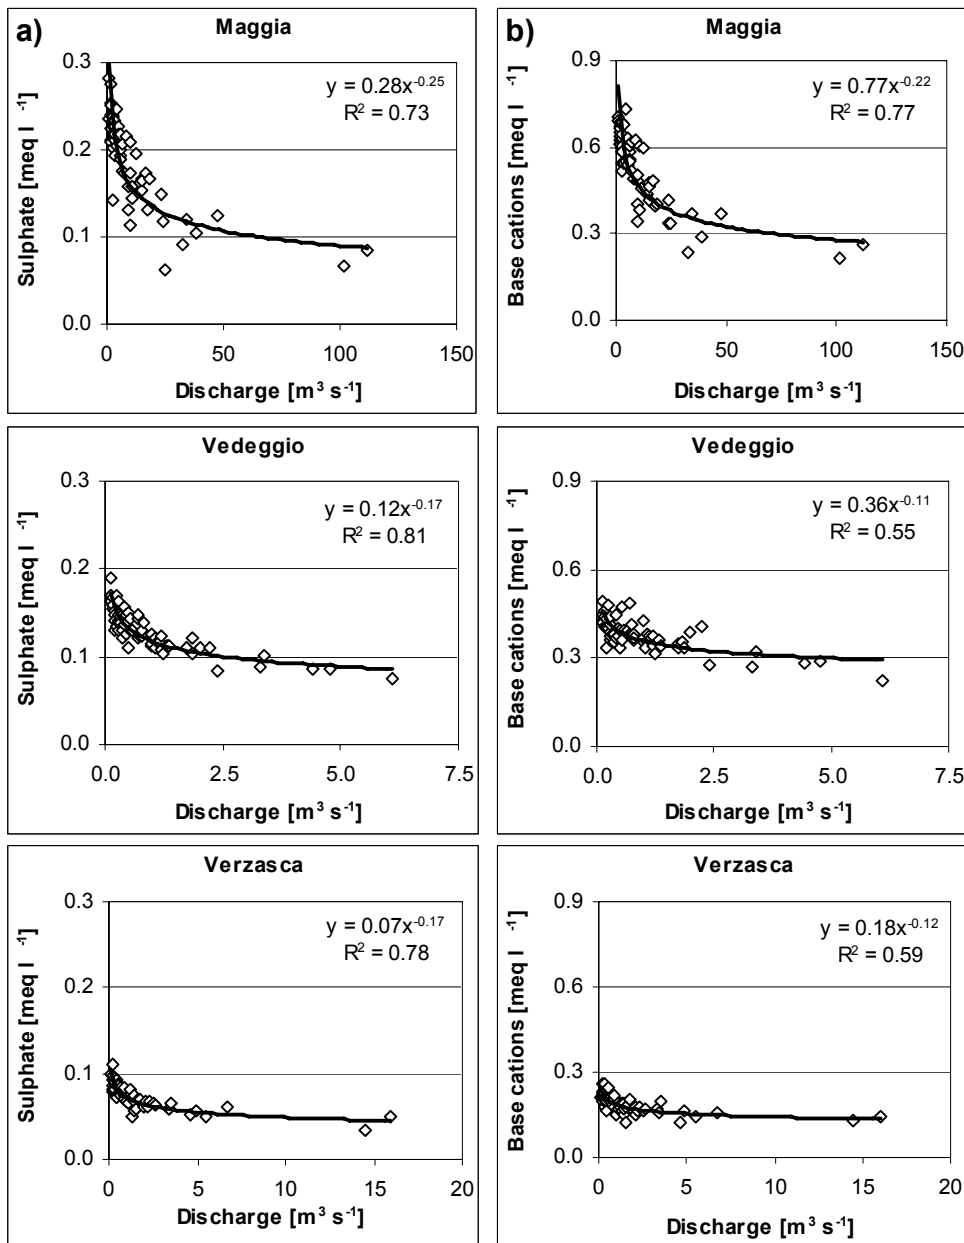 a)
Maggia
Sulphate [meq l⁻¹]
0.3
0.2
0.1
0.0
y = 0.28x⁻⁰·²⁵
R² = 0.73
0 50 100 150
Discharge [m³ s⁻¹]
b)
Maggia
Base cations [meq l⁻¹]
0.9
0.6
0.3
0.0
y = 0.77x⁻⁰·²²
R² = 0.77
0 50 100 150
Discharge [m³ s⁻¹]
Vedeggio
Sulphate [meq l⁻¹]
0.3
0.2
0.1
0.0
y = 0.12x⁻⁰·¹⁷
R² = 0.81
0.0 2.5 5.0 7.5
Discharge [m³ s⁻¹]
Vedeggio
Base cations [meq l⁻¹]
0.9
0.6
0.3
0.0
y = 0.36x⁻⁰·¹¹
R² = 0.55
0.0 2.5 5.0 7.5
Discharge [m³ s⁻¹]
Verzasca
Sulphate [meq l⁻¹]
0.3
0.2
0.1
0.0
y = 0.07x⁻⁰·¹⁷
R² = 0.78
0 5 10 15 20
Discharge [m³ s⁻¹]
Verzasca
Base cations [meq l⁻¹]
0.9
0.6
0.3
0.0
y = 0.18x⁻⁰·¹²
R² = 0.59
0 5 10 15 20
Discharge [m³ s⁻¹]